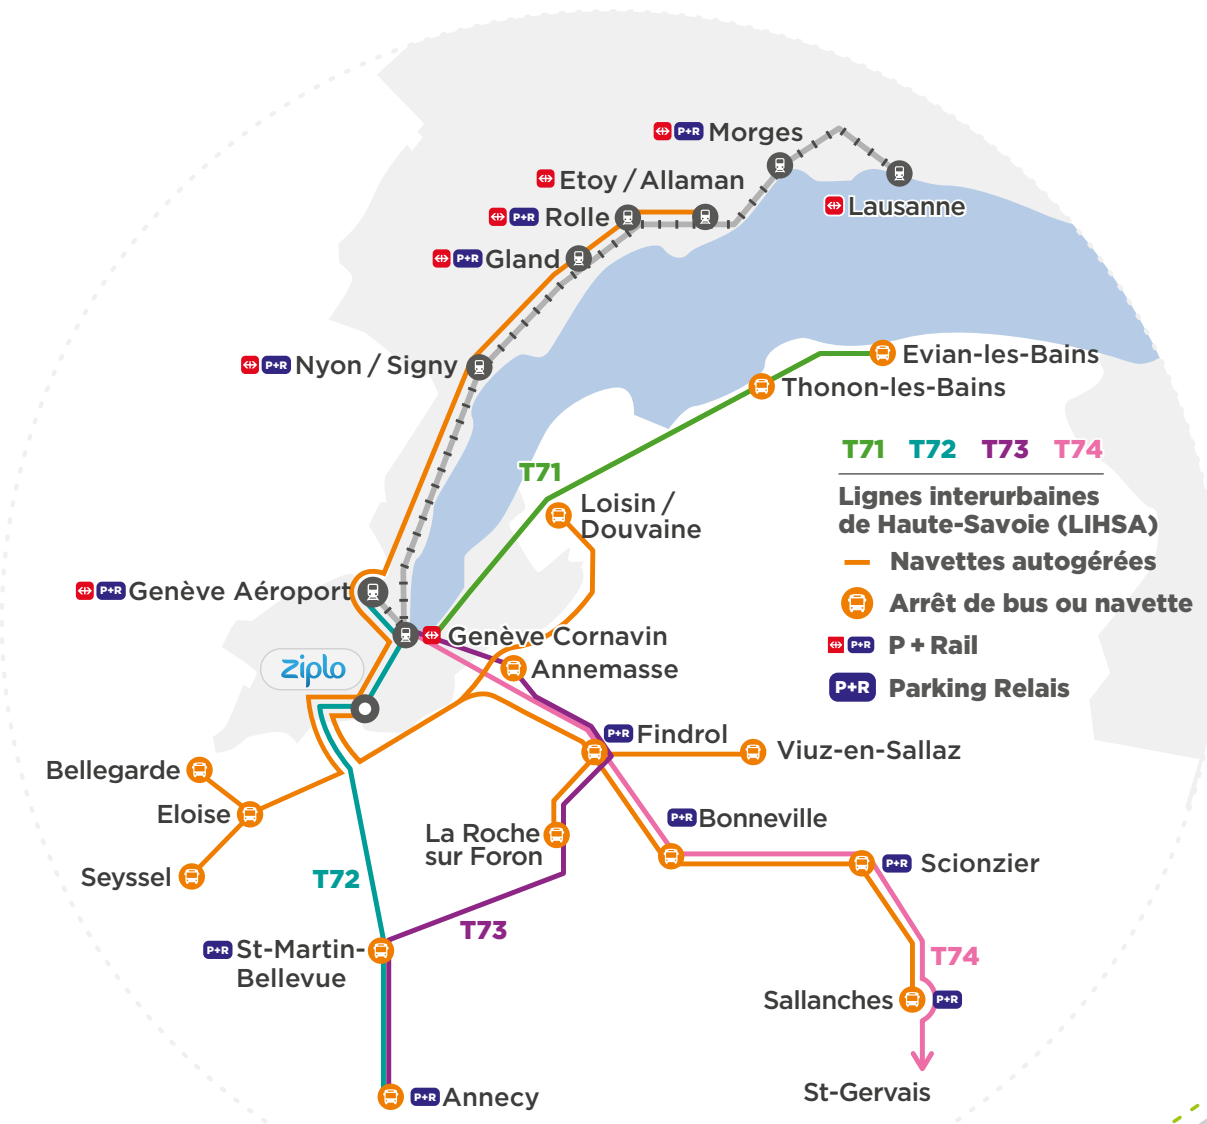 P+R Morges
Etoy / Allaman
Lausanne
P+R Rolle
P+R Gland
P+R Nyon / Signy
Evian-les-Bains
Thonon-les-Bains
T71 T72 T73 T74
T71
Lignes interurbaines
de Haute-Savoie (LIHSA)
Loisin /
Douvaine
Navettes autogérées
P+R Genève Aéroport
Arrêt de bus ou navette
Genève Cornavin
P+R P + Rail
ziplo
Annemasse
P+R Parking Relais
P+R Findrol
Viuz-en-Sallaz
Bellegarde
Eloise
P+R Bonneville
La Roche
sur Foron
P+R Scionzier
Seyssel
T72
T73
P+R St-Martin-
Bellevue
T74
Sallanches P+R
St-Gervais
P+R Annecy